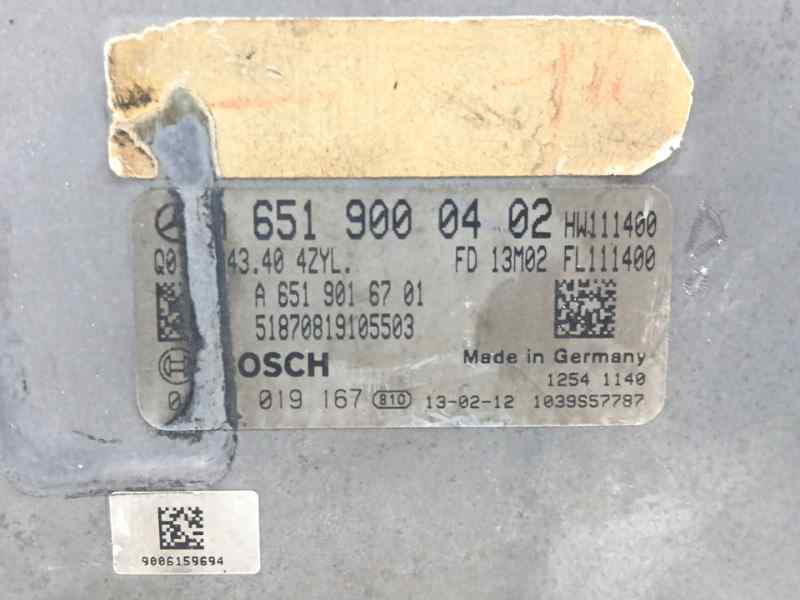 651 900 04 02 HW111400
43.40 4ZYL. FD 13M02 FL111400
A 651 901 67 01
51870819105503
OSCH Made in Germany
1254 1140
019 167 810 13-02-12 1039S57787
9006159694